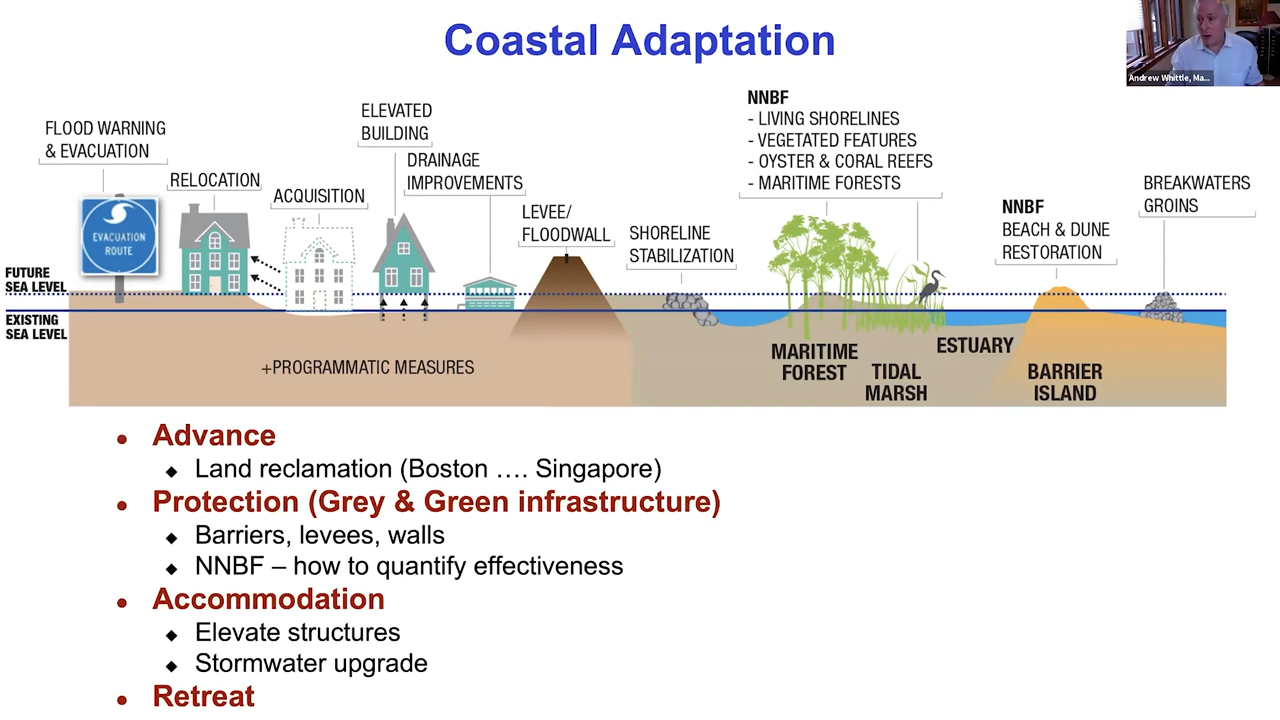 Coastal Adaptation
Andrew Whittle, Ma...
FLOOD WARNING
& EVACUATION
RELOCATION
ACQUISITION
ELEVATED
BUILDING
DRAINAGE
IMPROVEMENTS
LEVEE/
FLOODWALL
SHORELINE
STABILIZATION
NNBF
- LIVING SHORELINES
- VEGETATED FEATURES
- OYSTER & CORAL REEFS
- MARITIME FORESTS
NNBF
BEACH & DUNE
RESTORATION
BREAKWATERS
GROINS
EVACUATION
ROUTE
FUTURE
SEA LEVEL
EXISTING
SEA LEVEL
+PROGRAMMATIC MEASURES
MARITIME
FOREST
TIDAL
MARSH
ESTUARY
BARRIER
ISLAND
• Advance
◆ Land reclamation (Boston .... Singapore)
• Protection (Grey & Green infrastructure)
◆ Barriers, levees, walls
◆ NNBF – how to quantify effectiveness
• Accommodation
◆ Elevate structures
◆ Stormwater upgrade
• Retreat